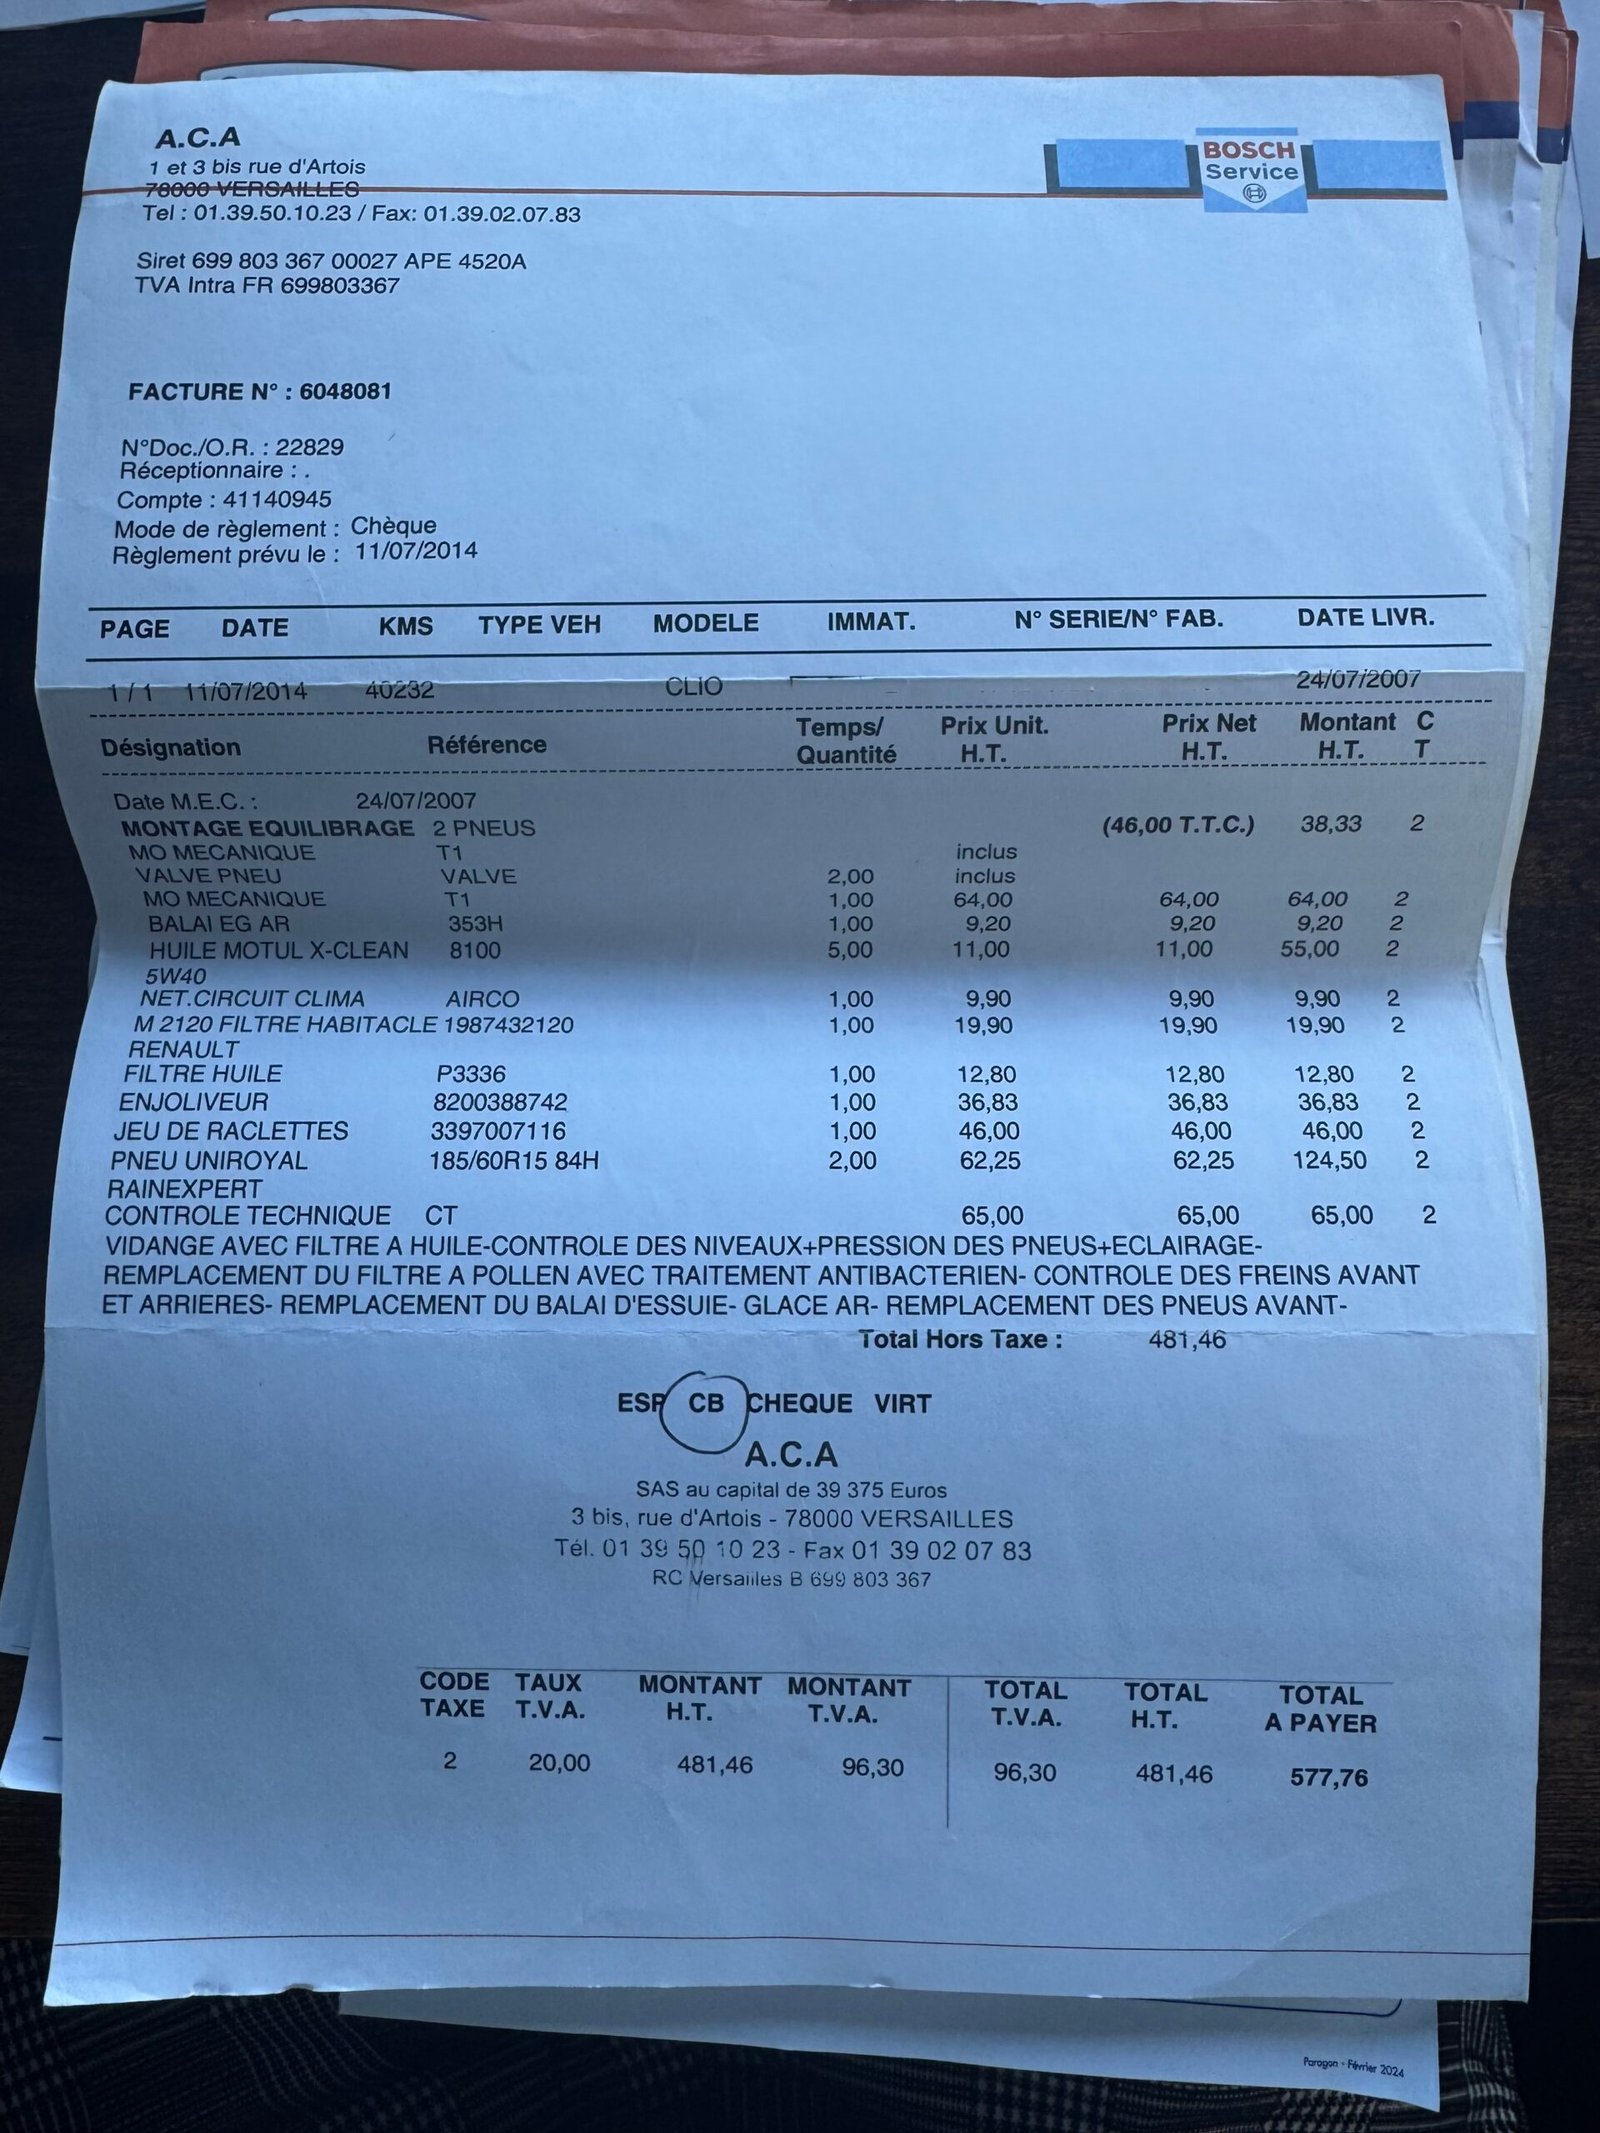 A.C.A
1 et 3 bis rue d'Artois
78000 VERSAILLES
Tel : 01.39.50.10.23 / Fax: 01.39.02.07.83
BOSCH
Service
Siret 699 803 367 00027 APE 4520A
TVA Intra FR 699803367
FACTURE N° : 6048081
N°Doc./O.R. : 22829
Réceptionnaire : .
Compte : 41140945
Mode de règlement : Chèque
Règlement prévu le : 11/07/2014
PAGE DATE KMS TYPE VEH MODELE IMMAT. N° SERIE/N° FAB. DATE LIVR.
1 / 1 11/07/2014 40232 CLIO 24/07/2007
Désignation Référence Temps/ Quantité Prix Unit. H.T. Prix Net H.T. Montant H.T. C T
Date M.E.C. : 24/07/2007
MONTAGE EQUILIBRAGE 2 PNEUS (46,00 T.T.C.) 38,33 2
MO MECANIQUE T1 inclus
VALVE PNEU VALVE 2,00 inclus
MO MECANIQUE T1 1,00 64,00 64,00 64,00 2
BALAI EG AR 353H 1,00 9,20 9,20 9,20 2
HUILE MOTUL X-CLEAN 8100 5,00 11,00 11,00 55,00 2
5W40
NET.CIRCUIT CLIMA AIRCO 1,00 9,90 9,90 9,90 2
M 2120 FILTRE HABITACLE 1987432120 1,00 19,90 19,90 19,90 2
RENAULT
FILTRE HUILE P3336 1,00 12,80 12,80 12,80 2
ENJOLIVEUR 8200388742 1,00 36,83 36,83 36,83 2
JEU DE RACLETTES 3397007116 1,00 46,00 46,00 46,00 2
PNEU UNIROYAL 185/60R15 84H 2,00 62,25 62,25 124,50 2
RAINEXPERT
CONTROLE TECHNIQUE CT 65,00 65,00 65,00 2
VIDANGE AVEC FILTRE A HUILE-CONTROLE DES NIVEAUX+PRESSION DES PNEUS+ECLAIRAGE-
REMPLACEMENT DU FILTRE A POLLEN AVEC TRAITEMENT ANTIBACTERIEN- CONTROLE DES FREINS AVANT
ET ARRIERES- REMPLACEMENT DU BALAI D'ESSUIE- GLACE AR- REMPLACEMENT DES PNEUS AVANT-
Total Hors Taxe : 481,46
ESP CB CHEQUE VIRT
A.C.A
SAS au capital de 39 375 Euros
3 bis, rue d'Artois - 78000 VERSAILLES
Tél. 01 39 50 10 23 - Fax 01 39 02 07 83
RC Versailles B 699 803 367
CODE TAXE TAUX T.V.A. MONTANT H.T. MONTANT T.V.A. TOTAL T.V.A. TOTAL H.T. TOTAL A PAYER
2 20,00 481,46 96,30 96,30 481,46 577,76
Paragon - Février 2024